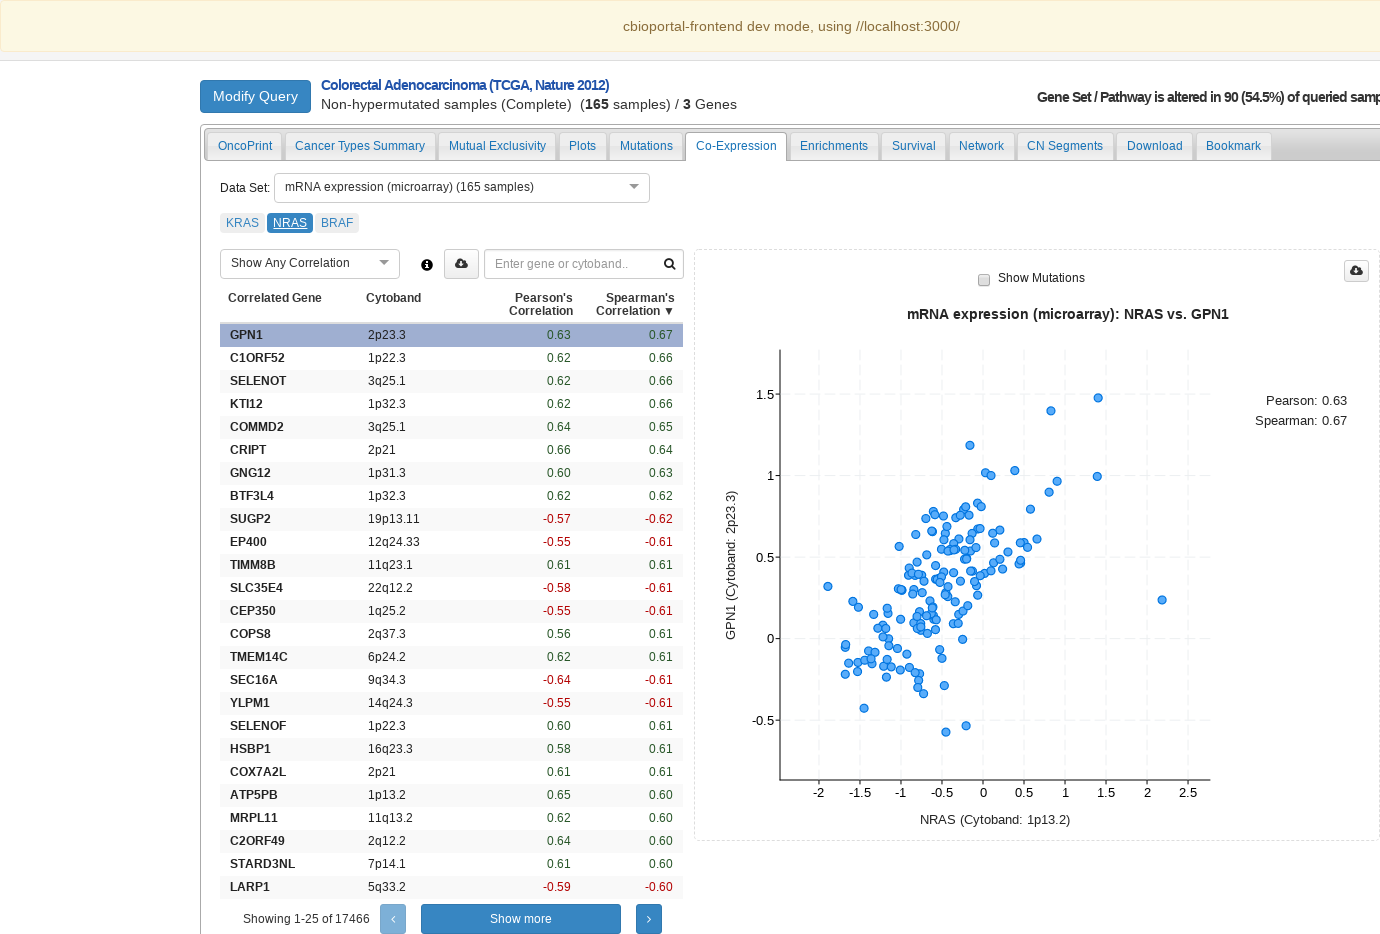 cbioportal-frontend dev mode, using //localhost:3000/
Modify Query
Colorectal Adenocarcinoma (TCGA, Nature 2012)
Non-hypermutated samples (Complete) (165 samples) / 3 Genes
Gene Set / Pathway is altered in 90 (54.5%) of queried samp
OncoPrint Cancer Types Summary Mutual Exclusivity Plots Mutations Co-Expression Enrichments Survival Network CN Segments Download Bookmark
Data Set: mRNA expression (microarray) (165 samples)
KRAS NRAS BRAF
Show Any Correlation Enter gene or cytoband..
Correlated Gene Cytoband Pearson's Correlation Spearman's Correlation ▼
GPN1 2p23.3 0.63 0.67
C1ORF52 1p22.3 0.62 0.66
SELENOT 3q25.1 0.62 0.66
KTI12 1p32.3 0.62 0.66
COMMD2 3q25.1 0.64 0.65
CRIPT 2p21 0.66 0.64
GNG12 1p31.3 0.60 0.63
BTF3L4 1p32.3 0.62 0.62
SUGP2 19p13.11 -0.57 -0.62
EP400 12q24.33 -0.55 -0.61
TIMM8B 11q23.1 0.61 0.61
SLC35E4 22q12.2 -0.58 -0.61
CEP350 1q25.2 -0.55 -0.61
COPS8 2q37.3 0.56 0.61
TMEM14C 6p24.2 0.62 0.61
SEC16A 9q34.3 -0.64 -0.61
YLPM1 14q24.3 -0.55 -0.61
SELENOF 1p22.3 0.60 0.61
HSBP1 16q23.3 0.58 0.61
COX7A2L 2p21 0.61 0.61
ATP5PB 1p13.2 0.65 0.60
MRPL11 11q13.2 0.62 0.60
C2ORF49 2q12.2 0.64 0.60
STARD3NL 7p14.1 0.61 0.60
LARP1 5q33.2 -0.59 -0.60
Showing 1-25 of 17466 ‹ Show more ›
Show Mutations
mRNA expression (microarray): NRAS vs. GPN1
Pearson: 0.63
Spearman: 0.67
GPN1 (Cytoband: 2p23.3)
1.5
1
0.5
0
-0.5
-2 -1.5 -1 -0.5 0 0.5 1 1.5 2 2.5
NRAS (Cytoband: 1p13.2)